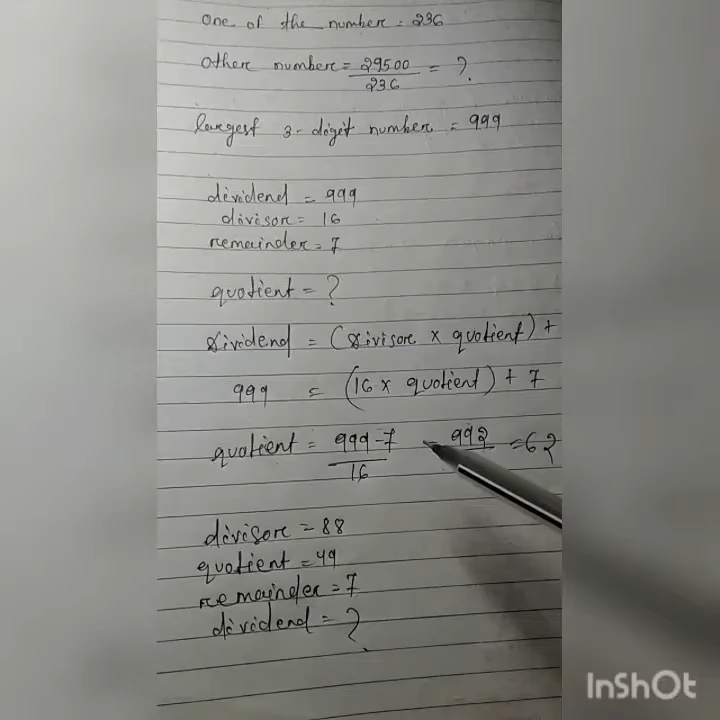 One of the number = 236
Other number = 29500 / 236 = ?
largest 3-digit number = 999
dividend = 999
divisor = 16
remainder = 7
quotient = ?
Dividend = (Divisor x quotient) +
999 = (16 x quotient) + 7
quotient = 999-7 / 16 992 = 62
divisor = 88
quotient = 49
remainder = 7
dividend = ?
InShOt